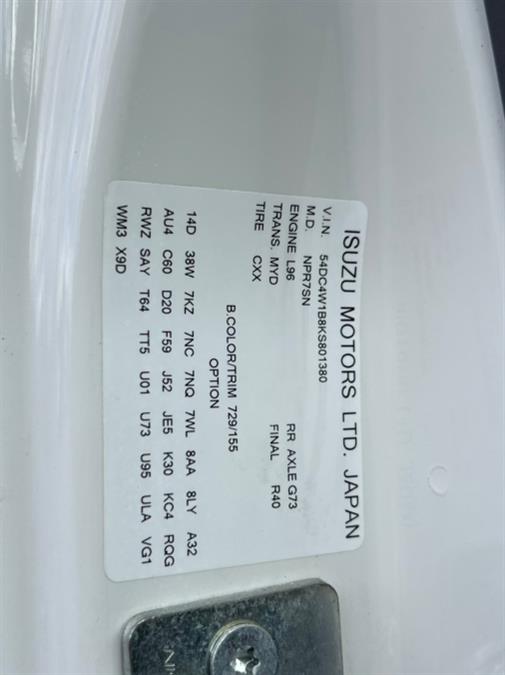 ISUZU MOTORS LTD. JAPAN
V.I.N. 54DC4W1B8KS801380
M.D. NPR7SN
ENGINE L96 RR AXLE G73
TRANS. MYD FINAL R40
TIRE CXX
B.COLOR/TRIM 729/155
OPTION
14D 38W 7KZ 7NC 7NQ 7WL 8AA 8LY A32
AU4 C60 D20 F59 J52 JE5 K30 KC4 RQG
RWZ SAY T64 TT5 U01 U73 U95 ULA VG1
WM3 X9D